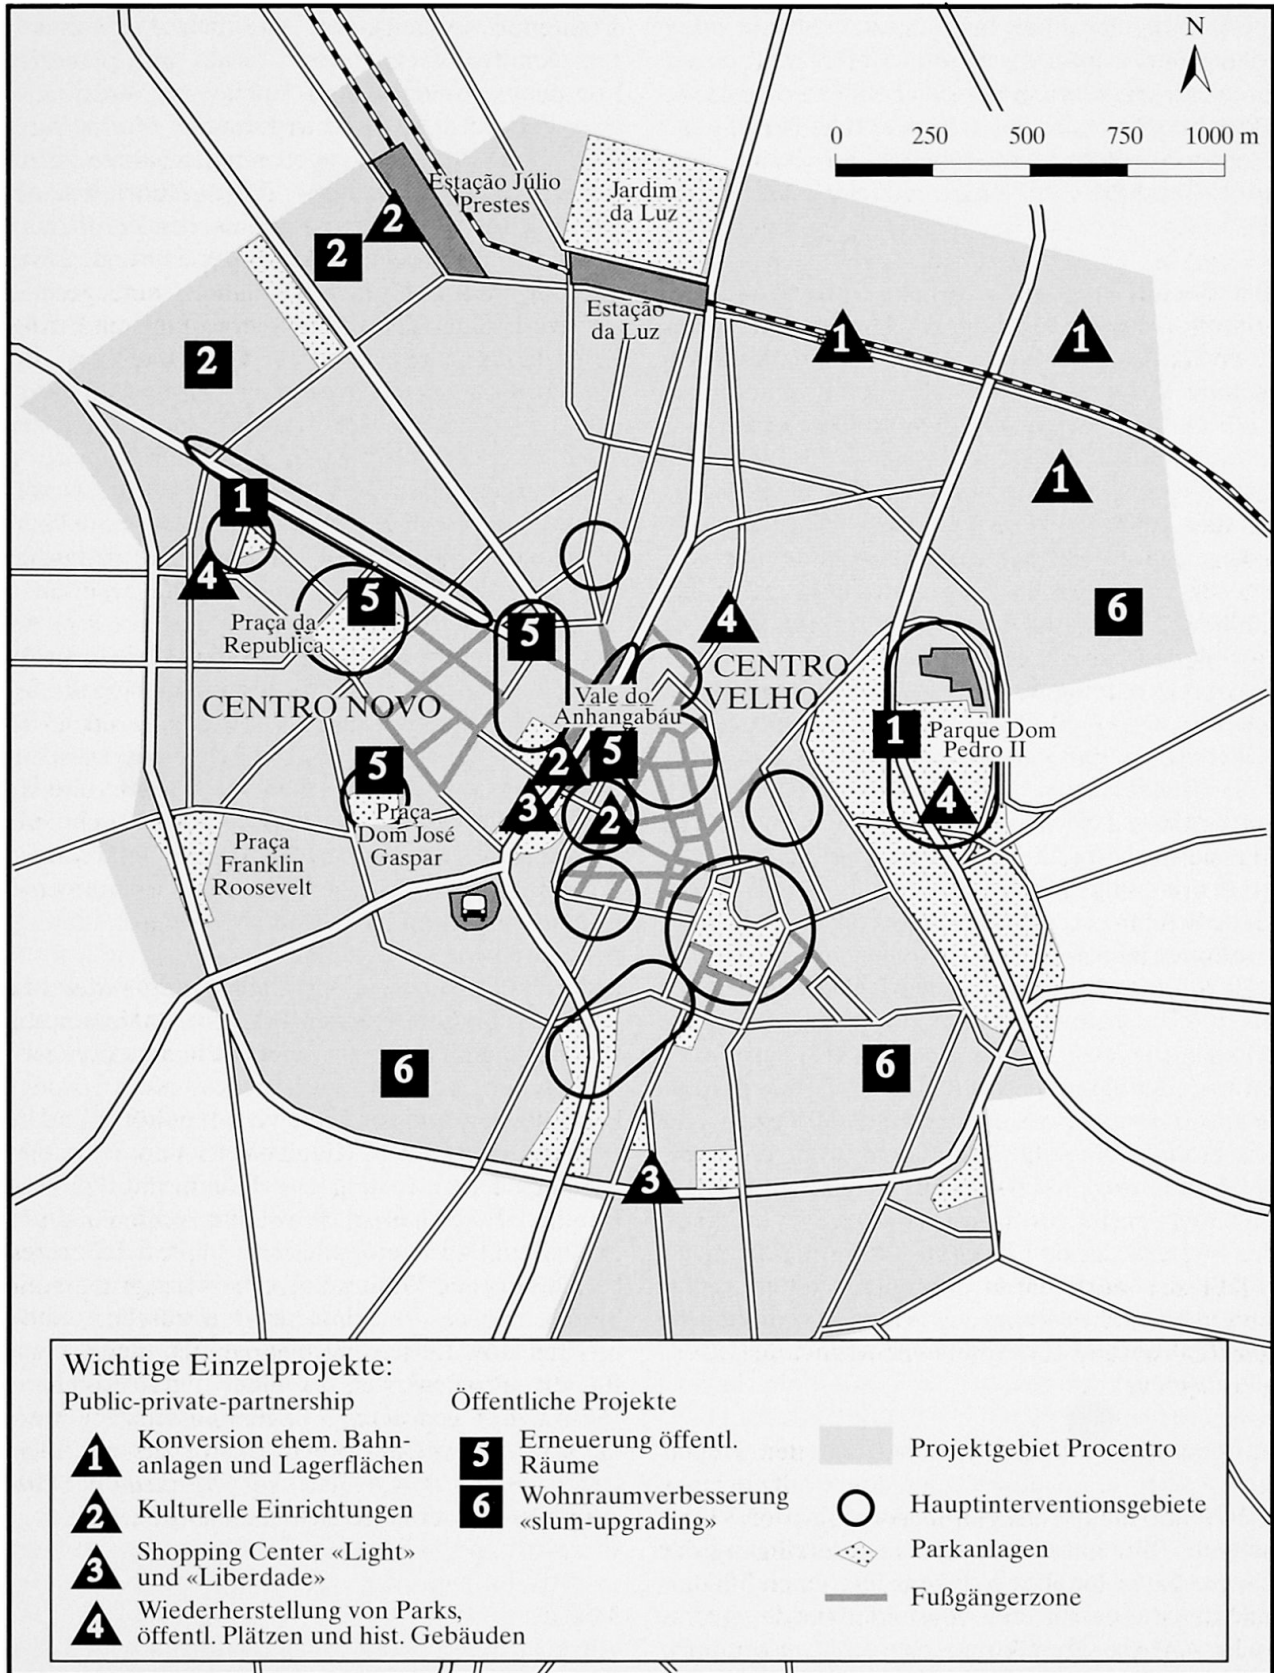 N
0 250 500 750 1000 m
Estação Júlio
Prestes
Jardim
da Luz
2
2
Estação
da Luz
1
1
2
1
1
4
5
Praça da
Republica
5
4
6
CENTRO
VELHO
CENTRO NOVO
Vale do
Anhangabáu
1
Parque Dom
Pedro II
5
2
5
3
2
4
Praça
Dom José
Gaspar
Praça
Franklin
Roosevelt
6
6
3
Wichtige Einzelprojekte:
Public-private-partnership
1 Konversion ehem. Bahn-
anlagen und Lagerflächen
2 Kulturelle Einrichtungen
3 Shopping Center «Light»
und «Liberdade»
4 Wiederherstellung von Parks,
öffentl. Plätzen und hist. Gebäuden
Öffentliche Projekte
5 Erneuerung öffentl.
Räume
6 Wohnraumverbesserung
«slum-upgrading»
Projektgebiet Procentro
Hauptinterventionsgebiete
Parkanlagen
Fußgängerzone